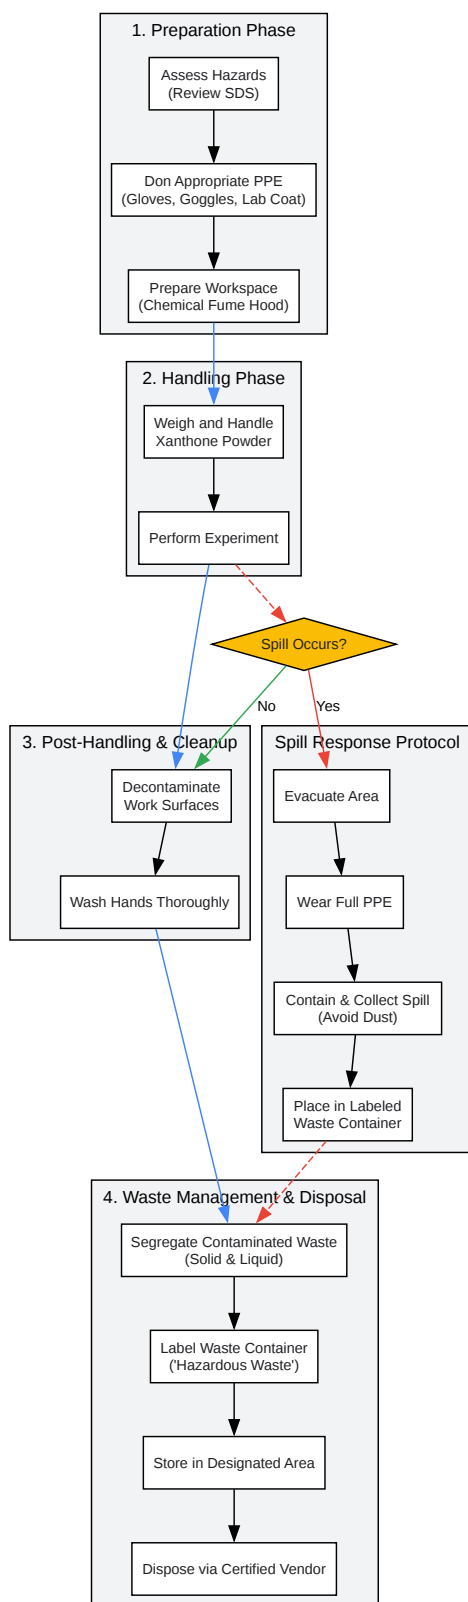 1. Preparation Phase
Assess Hazards
(Review SDS)
Don Appropriate PPE
(Gloves, Goggles, Lab Coat)
Prepare Workspace
(Chemical Fume Hood)
2. Handling Phase
Weigh and Handle
Xanthone Powder
Perform Experiment
Spill Occurs?
No
Yes
3. Post-Handling & Cleanup
Decontaminate
Work Surfaces
Wash Hands Thoroughly
Spill Response Protocol
Evacuate Area
Wear Full PPE
Contain & Collect Spill
(Avoid Dust)
Place in Labeled
Waste Container
4. Waste Management & Disposal
Segregate Contaminated Waste
(Solid & Liquid)
Label Waste Container
('Hazardous Waste')
Store in Designated Area
Dispose via Certified Vendor